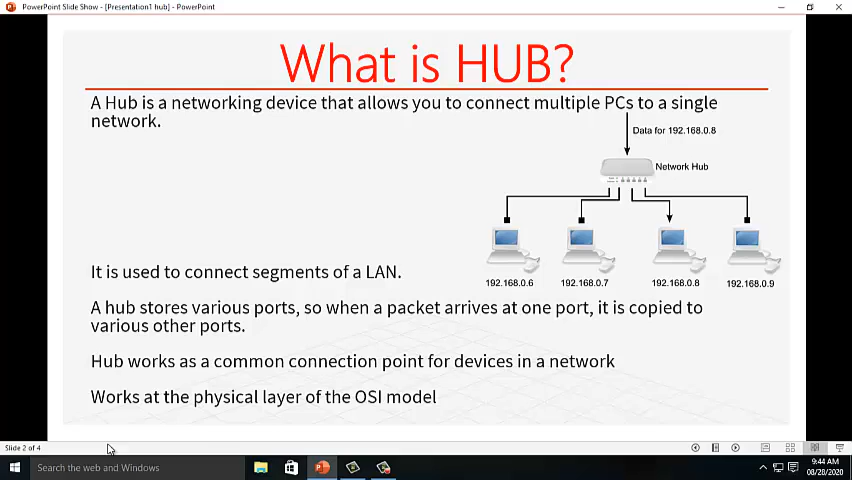 PowerPoint Slide Show - [Presentation1 hub] - PowerPoint
What is HUB?
A Hub is a networking device that allows you to connect multiple PCs to a single
network.
Data for 192.168.0.8
Network Hub
192.168.0.6
192.168.0.7
192.168.0.8
192.168.0.9
It is used to connect segments of a LAN.
A hub stores various ports, so when a packet arrives at one port, it is copied to
various other ports.
Hub works as a common connection point for devices in a network
Works at the physical layer of the OSI model
Slide 2 of 4
Search the web and Windows
9:44 AM
08/28/2020